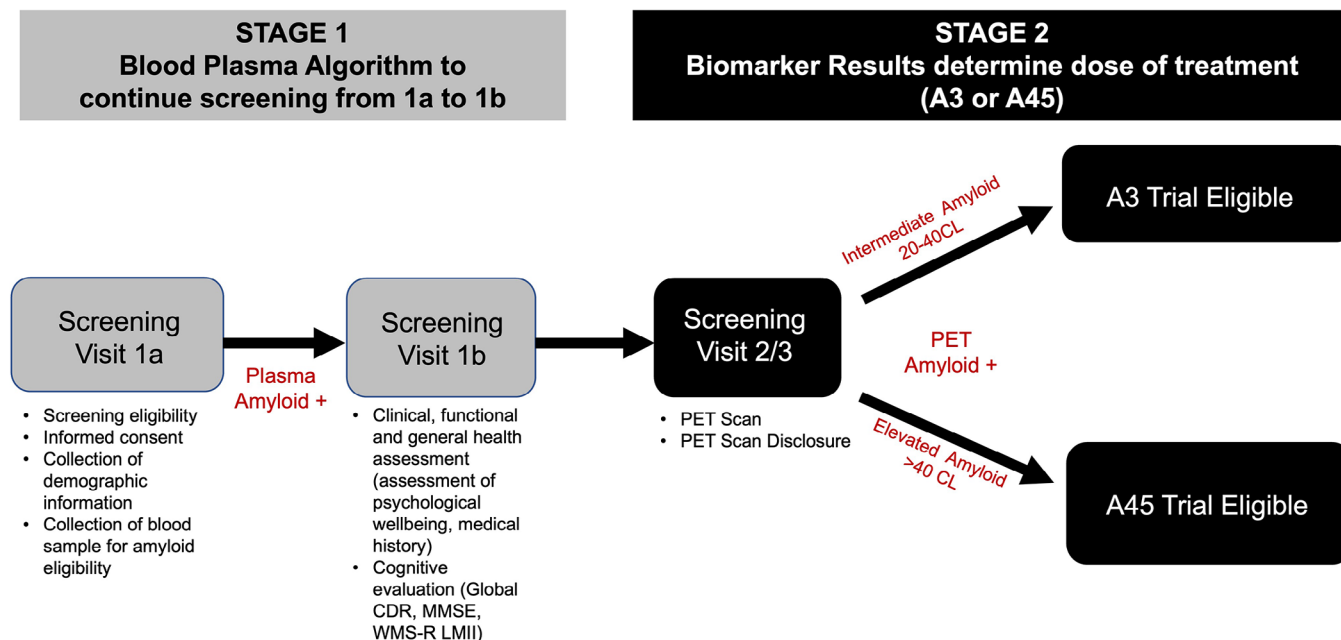 STAGE 1
Blood Plasma Algorithm to
continue screening from 1a to 1b
STAGE 2
Biomarker Results determine dose of treatment
(A3 or A45)
Screening
Visit 1a
Plasma
Amyloid +
Screening
Visit 1b
Screening
Visit 2/3
Intermediate Amyloid
20-40CL
PET
Amyloid +
Elevated Amyloid
>40 CL
A3 Trial Eligible
A45 Trial Eligible
• Screening eligibility
• Informed consent
• Collection of
demographic
information
• Collection of blood
sample for amyloid
eligibility
• Clinical, functional
and general health
assessment
(assessment of
psychological
wellbeing, medical
history)
• Cognitive
evaluation (Global
CDR, MMSE,
WMS-R LMII)
• PET Scan
• PET Scan Disclosure